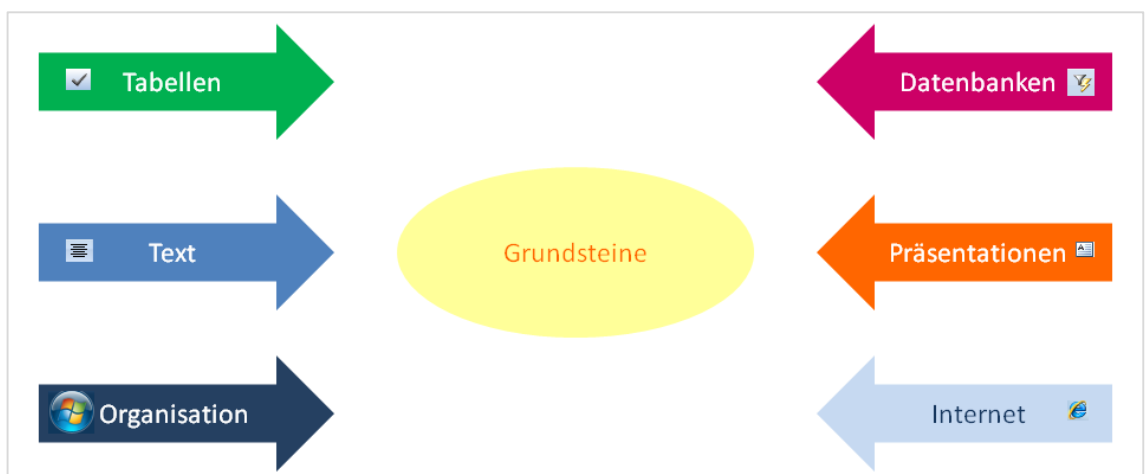 Tabellen
Datenbanken
Text
Grundsteine
Präsentationen
Organisation
Internet